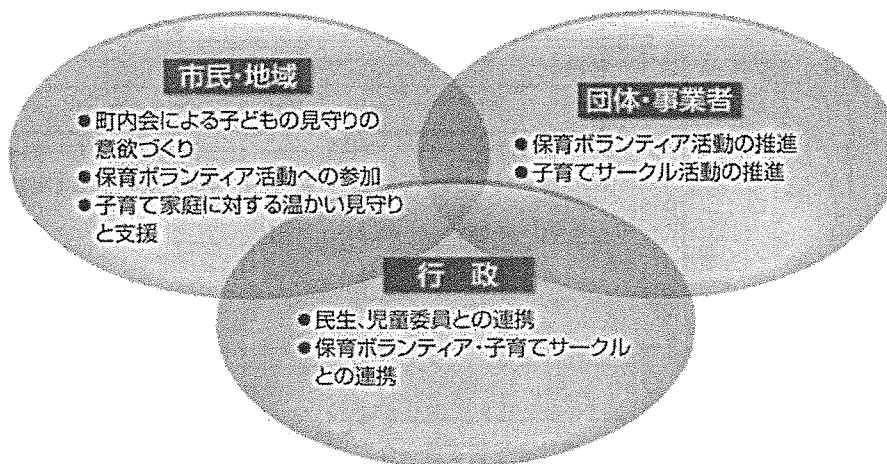 市民・地域
●町内会による子どもの見守りの
意欲づくり
●保育ボランティア活動への参加
●子育て家庭に対する温かい見守り
と支援
団体・事業者
●保育ボランティア活動の推進
●子育てサークル活動の推進
行 政
●民生、児童委員との連携
●保育ボランティア・子育てサークル
との連携